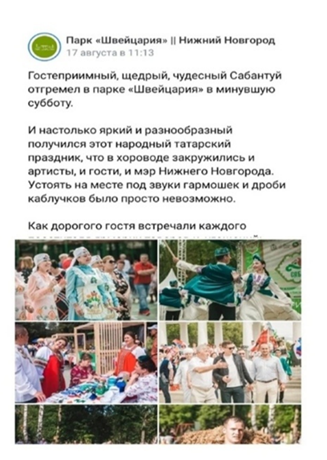 Парк «Швейцария» || Нижний Новгород
17 августа в 11:13
Гостеприимный, щедрый, чудесный Сабантуй
отгремел в парке «Швейцария» в минувшую
субботу.
И настолько яркий и разнообразный
получился этот народный татарский
праздник, что в хороводе закружились и
артисты, и гости, и мэр Нижнего Новгорода.
Устоять на месте под звуки гармошек и дроби
каблучков было просто невозможно.
Как дорогого гостя встречали каждого